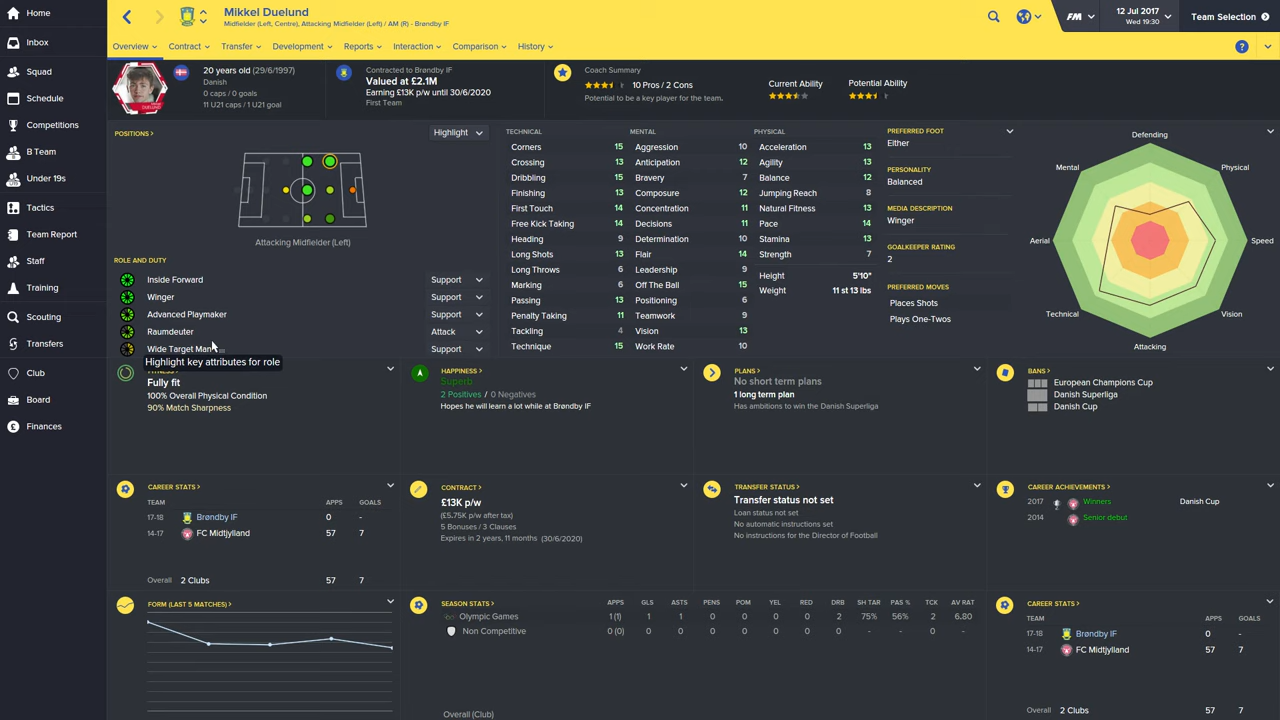 Home
Inbox
Squad
Schedule
Competitions
B Team
Under 19s
Tactics
Team Report
Staff
Training
Scouting
Transfers
Club
Board
Finances
Mikkel Duelund
Midfielder (Left, Centre), Attacking Midfielder (Left) / AM (R) - Brøndby IF
FM
12 Jul 2017
Wed 19:30
Team Selection
Overview
Contract
Transfer
Development
Reports
Interaction
Comparison
History
?
20 years old (29/6/1997)
Danish
0 caps / 0 goals
11 U21 caps / 1 U21 goal
Contracted to Brøndby IF
Valued at £2.1M
Earning £13K p/w until 30/6/2020
First Team
Coach Summary
10 Pros / 2 Cons
Potential to be a key player for the team.
Current Ability
Potential Ability
POSITIONS >
Highlight
Attacking Midfielder (Left)
ROLE AND DUTY
Inside Forward Support
Winger Support
Advanced Playmaker Support
Raumdeuter Attack
Wide Target Man Support
Highlight key attributes for role
TECHNICAL
Corners 15
Crossing 13
Dribbling 15
Finishing 13
First Touch 14
Free Kick Taking 14
Heading 9
Long Shots 13
Long Throws 6
Marking 6
Passing 13
Penalty Taking 11
Tackling 4
Technique 15
MENTAL
Aggression 10
Anticipation 12
Bravery 7
Composure 12
Concentration 11
Decisions 11
Determination 10
Flair 14
Leadership 9
Off The Ball 15
Positioning 6
Teamwork 9
Vision 13
Work Rate 10
PHYSICAL
Acceleration 13
Agility 13
Balance 12
Jumping Reach 8
Natural Fitness 13
Pace 14
Stamina 13
Strength 7
Height 5'10"
Weight 11 st 13 lbs
PREFERRED FOOT
Either
PERSONALITY
Balanced
MEDIA DESCRIPTION
Winger
GOALKEEPER RATING
2
PREFERRED MOVES
Places Shots
Plays One-Twos
Defending
Physical
Speed
Vision
Attacking
Technical
Aerial
Mental
Fully fit
100% Overall Physical Condition
90% Match Sharpness
HAPPINESS >
Superb
2 Positives / 0 Negatives
Hopes he will learn a lot while at Brøndby IF
PLANS >
No short term plans
1 long term plan
Has ambitions to win the Danish Superliga
BANS >
European Champions Cup
Danish Superliga
Danish Cup
CAREER STATS >
TEAM APPS GOALS
17-18 Brøndby IF 0 -
14-17 FC Midtjylland 57 7
Overall 2 Clubs 57 7
CONTRACT >
£13K p/w
(£5.75K p/w after tax)
5 Bonuses / 3 Clauses
Expires in 2 years, 11 months (30/6/2020)
TRANSFER STATUS >
Transfer status not set
Loan status not set
No automatic instructions set
No instructions for the Director of Football
CAREER ACHIEVEMENTS >
2017 Winners Danish Cup
2014 Senior debut
FORM (LAST 5 MATCHES) >
SEASON STATS >
APPS GLS ASTS PENS POM YEL RED DRB SH TAR PAS % TCK AV RAT
Olympic Games 1 (1) 1 1 0 0 0 0 2 75% 56% 2 6.80
Non Competitive 0 (0) - - 0 0 0 0 - - - 0 -
Overall (Club)
CAREER STATS >
TEAM APPS GOALS
17-18 Brøndby IF 0 -
14-17 FC Midtjylland 57 7
Overall 2 Clubs 57 7